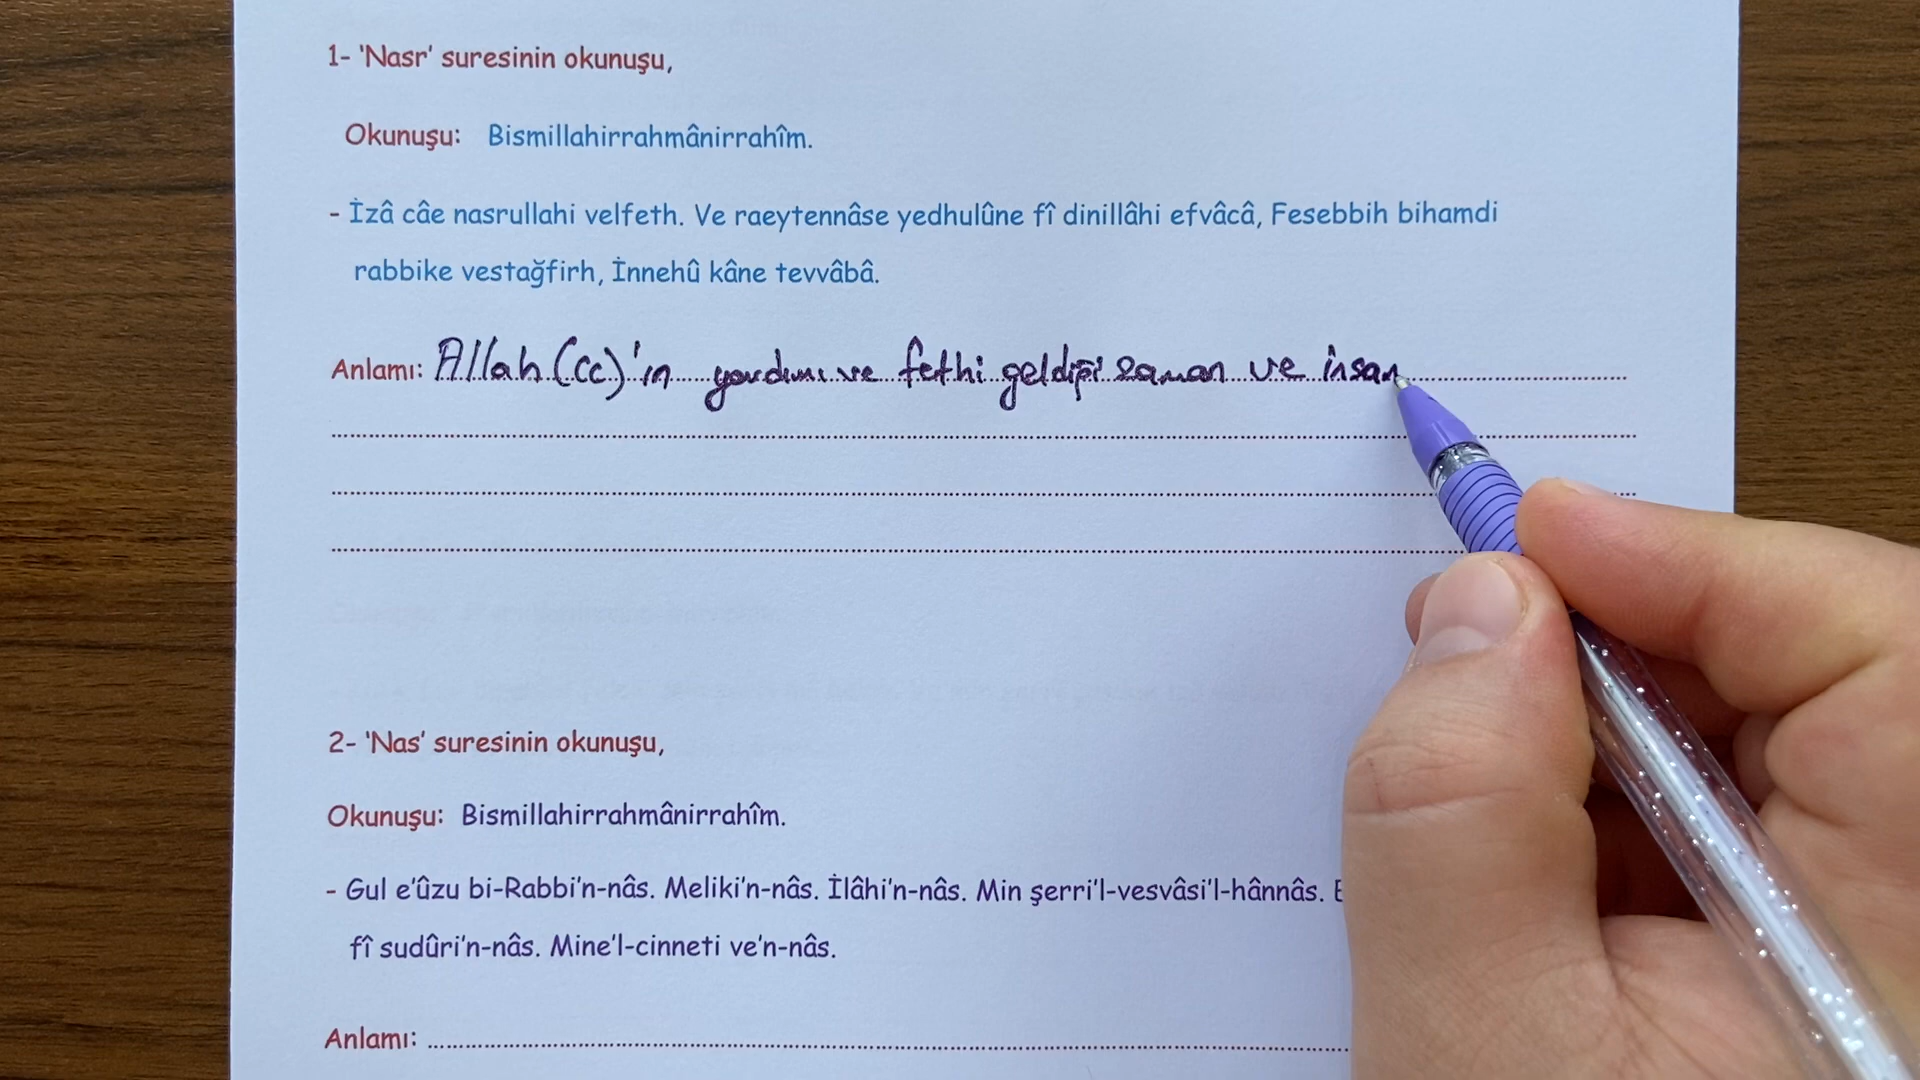 1- ‘Nasr’ suresinin okunuşu,
Okunuşu: Bismillahirrahmânirrahîm.
- İzâ câe nasrullahi velfeth. Ve raeytennâse yedhulûne fî dinillâhi efvâcâ, Fesebbih bihamdi
rabbike vestağfirh, İnnehû kâne tevvâbâ.
Anlamı: Allah (cc)'ın yardımı ve fethi geldiği zaman ve insan
2- ‘Nas’ suresinin okunuşu,
Okunuşu: Bismillahirrahmânirrahîm.
- Gul e’ûzu bi-Rabbi’n-nâs. Meliki’n-nâs. İlâhi’n-nâs. Min şerri’l-vesvâsi’l-hânnâs.
fî sudûri’n-nâs. Mine’l-cinneti ve’n-nâs.
Anlamı: